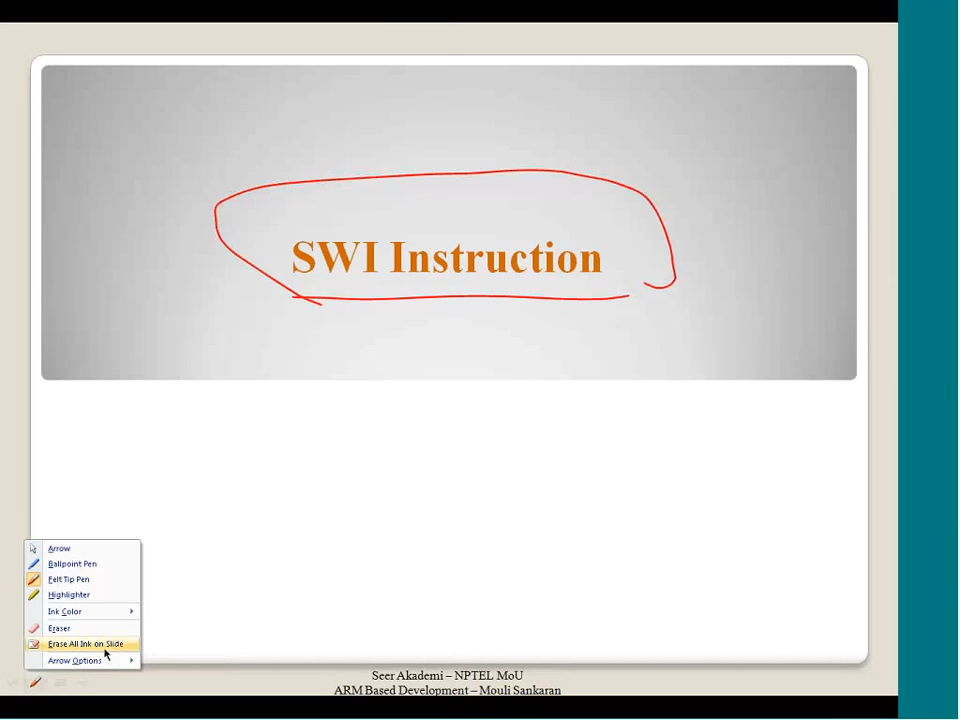 SWI Instruction
Arrow
Ballpoint Pen
Felt Tip Pen
Highlighter
Ink Color
Eraser
Erase All Ink on Slide
Arrow Options
Seer Akademi – NPTEL MoU
ARM Based Development – Mouli Sankaran